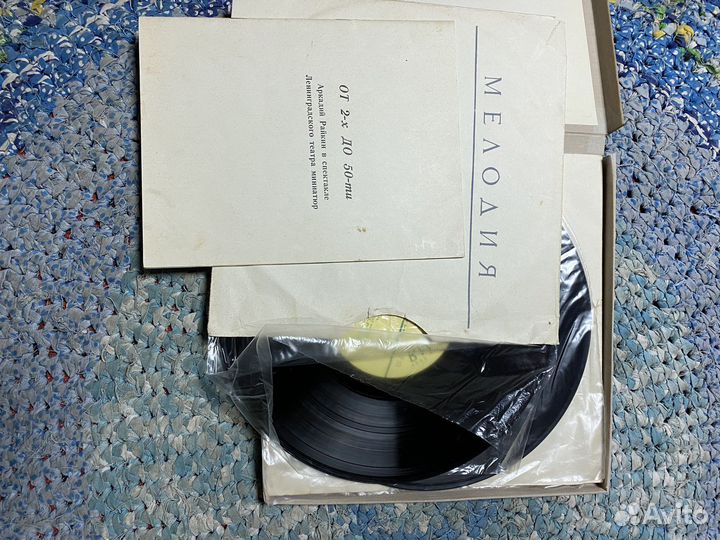 МЕЛОДИЯ
ОТ 2-х ДО 50-ти
Аркадий Райкин в спектакле
Ленинградского театра миниатюр
Avito